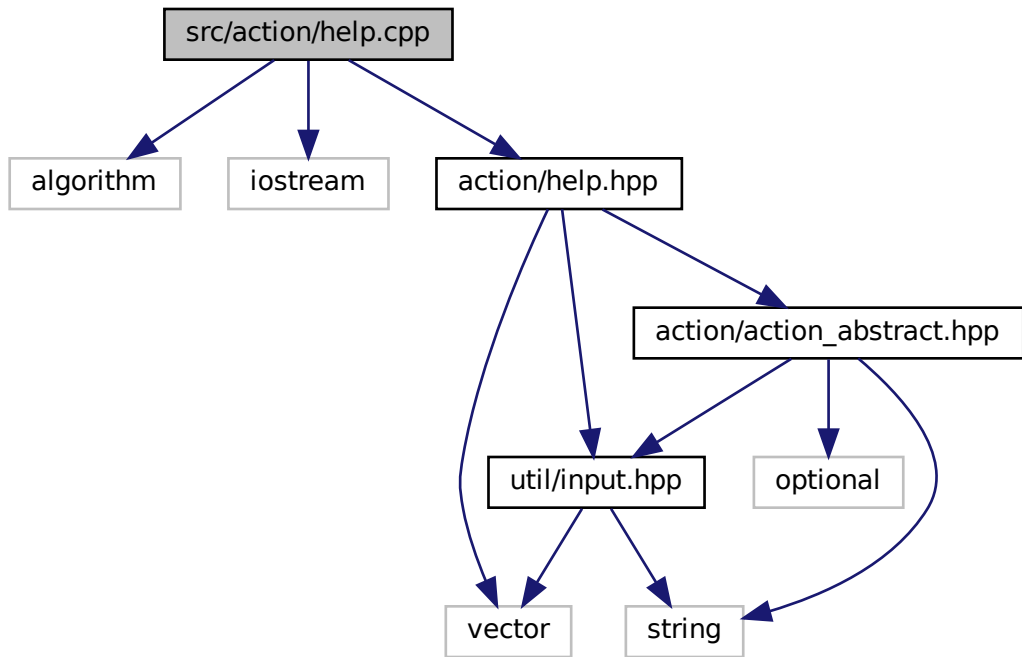 src/action/help.cpp
algorithm
iostream
action/help.hpp
action/action_abstract.hpp
util/input.hpp
optional
vector
string